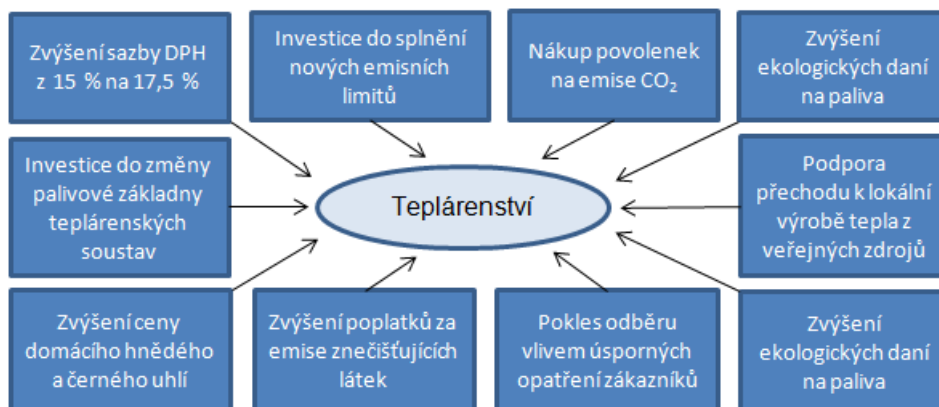 Zvýšení sazby DPH
z 15 % na 17,5 %
Investice do splnění
nových emisních
limitů
Nákup povolenek
na emise CO₂
Zvýšení
ekologických daní
na paliva
Investice do změny
palivové základny
teplárenských
soustav
Teplárenství
Podpora
přechodu k lokální
výrobě tepla z
veřejných zdrojů
Zvýšení ceny
domácího hnědého
a černého uhlí
Zvýšení poplatků za
emise znečišťujících
látek
Pokles odběru
vlivem úsporných
opatření zákazníků
Zvýšení
ekologických daní
na paliva